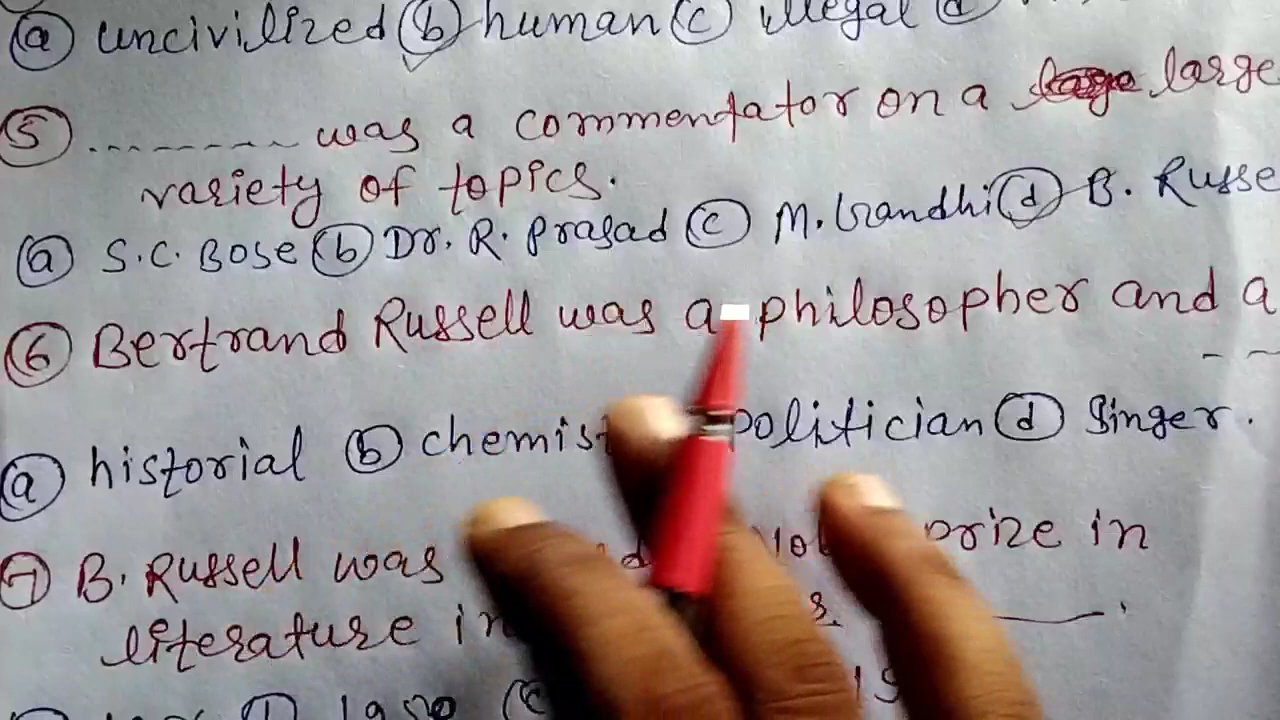 ⓐ uncivilized ⓑ human ⓒ illegal ⓓ
⑤ ........ was a commentator on a large
variety of topics.
ⓐ S.C. Bose ⓑ Dr. R. Prasad ⓒ M. Gandhi ⓓ B. Russe
⑥ Bertrand Russell was a philosopher and a
ⓐ historial ⓑ chemist politician ⓓ Singer.
⑦ B. Russell was prize in
literature in